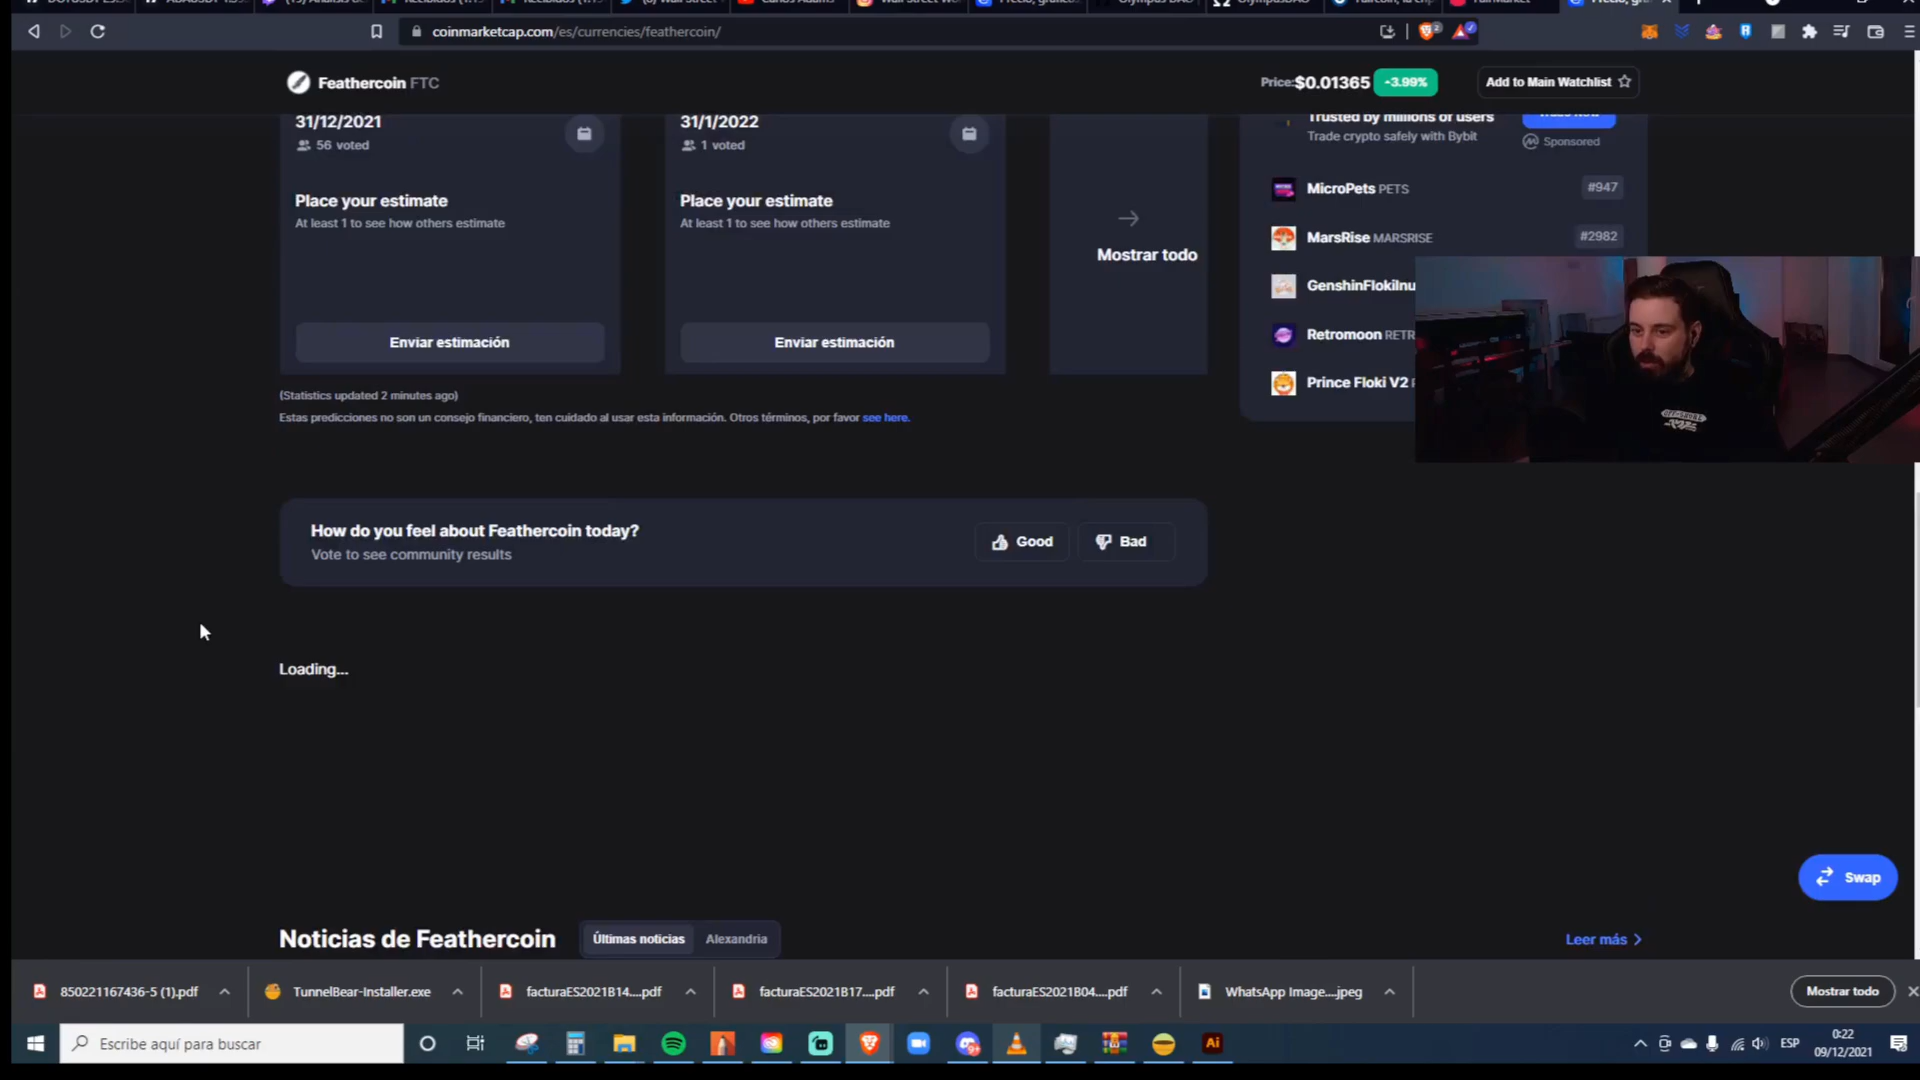 coinmarketcap.com/es/currencies/feathercoin/
Feathercoin FTC
Price:$0.01365 -3.99%
Add to Main Watchlist
31/12/2021
56 voted
Place your estimate
At least 1 to see how others estimate
Enviar estimación
31/1/2022
1 voted
Place your estimate
At least 1 to see how others estimate
Enviar estimación
Mostrar todo
Trusted by millions of users
Trade crypto safely with Bybit
Sponsored
MicroPets PETS #947
MarsRise MARSRISE #2982
GenshinFlokiInu
Retromoon RETR
Prince Floki V2
(Statistics updated 2 minutes ago)
Estas predicciones no son un consejo financiero, ten cuidado al usar esta información. Otros términos, por favor see here.
How do you feel about Feathercoin today?
Vote to see community results
Good
Bad
Loading...
Swap
Noticias de Feathercoin
Últimas noticias
Alexandria
Leer más
850221167436-5 (1).pdf
TunnelBear-Installer.exe
facturaES2021B14....pdf
facturaES2021B17....pdf
facturaES2021B04....pdf
WhatsApp Image....jpeg
Mostrar todo
Escribe aquí para buscar
Ai
ESP
0:22
09/12/2021